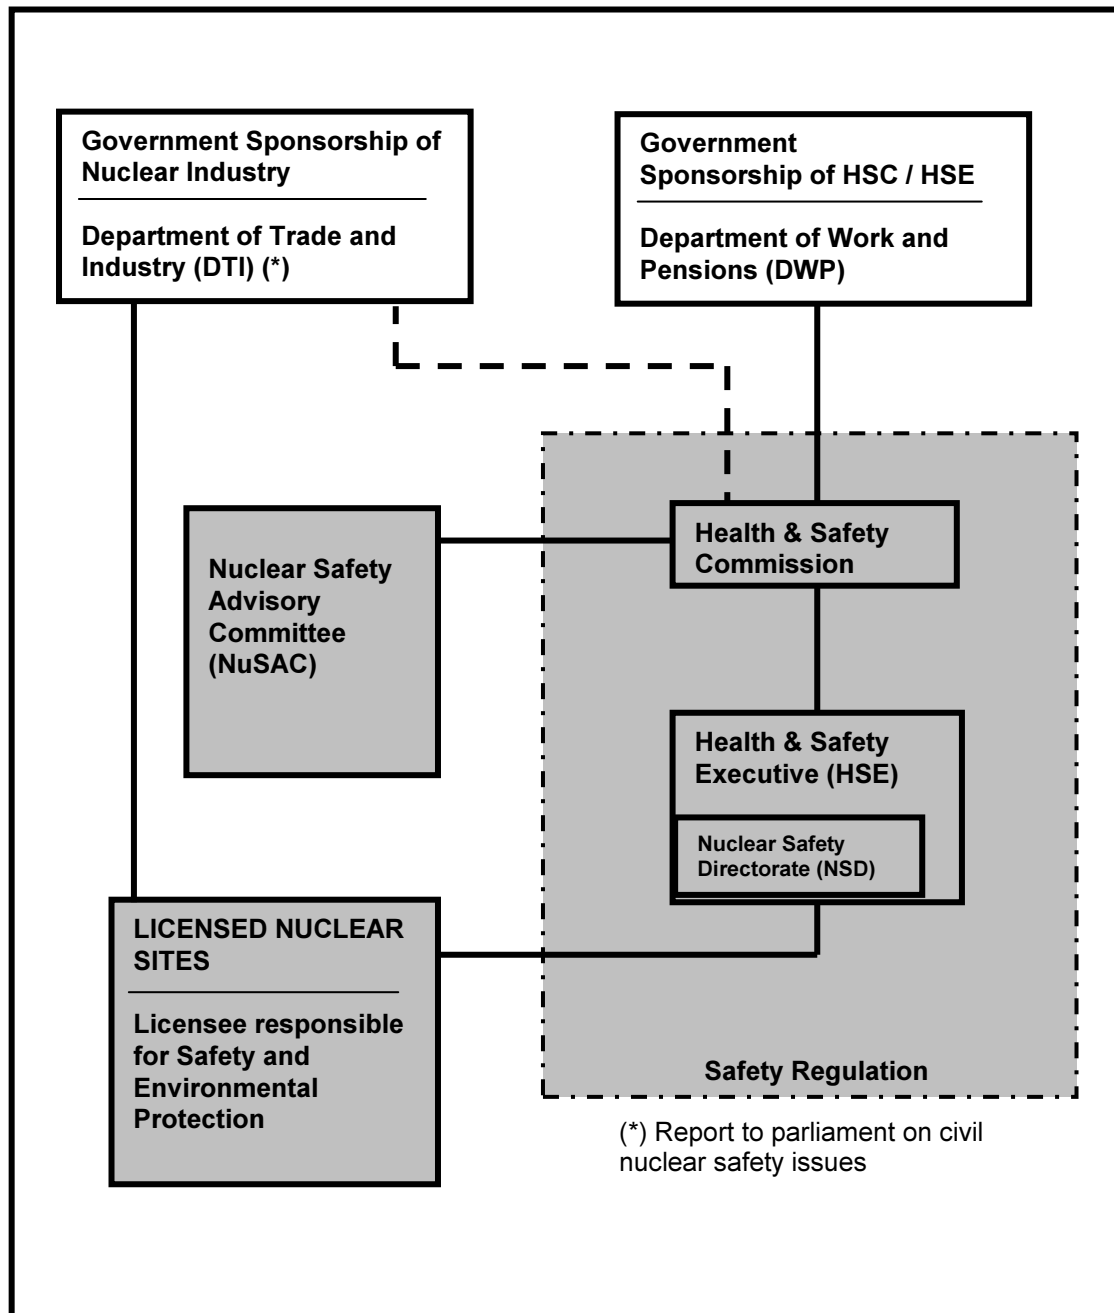 Government Sponsorship of
Nuclear Industry
Department of Trade and
Industry (DTI) (*)
Government
Sponsorship of HSC / HSE
Department of Work and
Pensions (DWP)
Health & Safety
Commission
Nuclear Safety
Advisory
Committee
(NuSAC)
Health & Safety
Executive (HSE)
Nuclear Safety
Directorate (NSD)
LICENSED NUCLEAR
SITES
Licensee responsible
for Safety and
Environmental
Protection
Safety Regulation
(*) Report to parliament on civil
nuclear safety issues